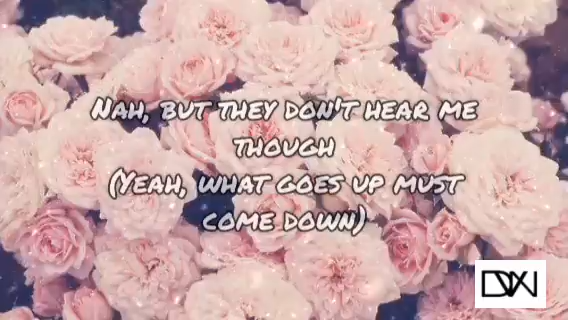 Nah, but they don't hear me
though
(Yeah, what goes up must
come down)